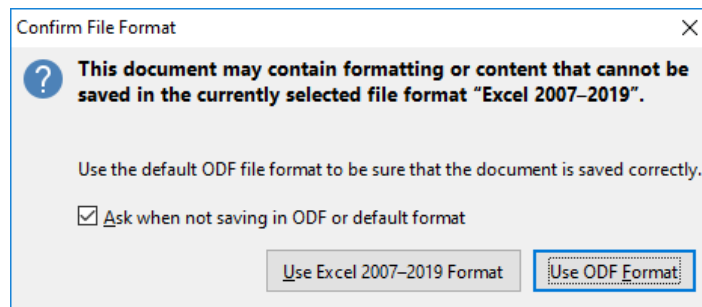 Confirm File Format
This document may contain formatting or content that cannot be
saved in the currently selected file format “Excel 2007–2019”.
Use the default ODF file format to be sure that the document is saved correctly.
Ask when not saving in ODF or default format
Use Excel 2007–2019 Format
Use ODF Format